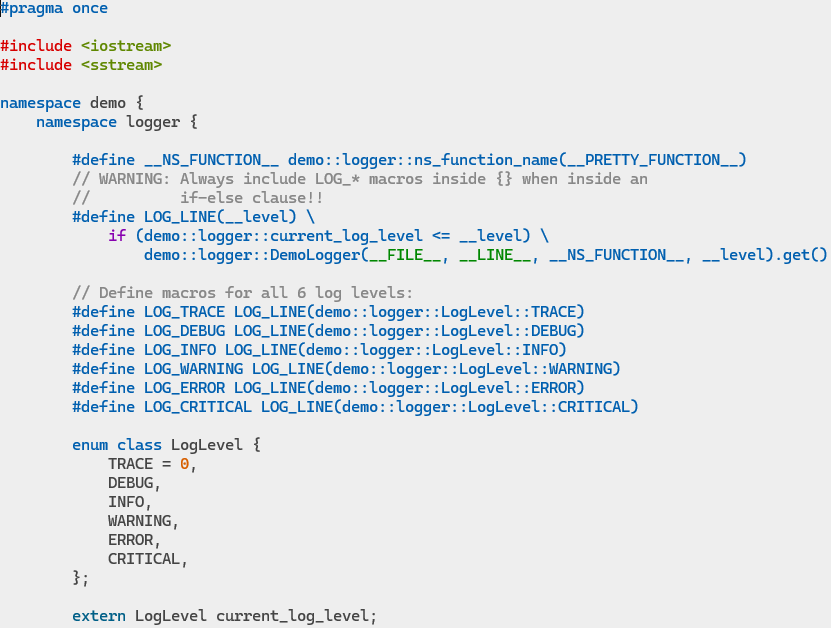 #pragma once

#include <iostream>
#include <sstream>

namespace demo {
    namespace logger {

        #define __NS_FUNCTION__ demo::logger::ns_function_name(__PRETTY_FUNCTION__)
        // WARNING: Always include LOG_* macros inside {} when inside an
        //          if-else clause!!
        #define LOG_LINE(__level) \
            if (demo::logger::current_log_level <= __level) \
                demo::logger::DemoLogger(__FILE__, __LINE__, __NS_FUNCTION__, __level).get()

        // Define macros for all 6 log levels:
        #define LOG_TRACE LOG_LINE(demo::logger::LogLevel::TRACE)
        #define LOG_DEBUG LOG_LINE(demo::logger::LogLevel::DEBUG)
        #define LOG_INFO LOG_LINE(demo::logger::LogLevel::INFO)
        #define LOG_WARNING LOG_LINE(demo::logger::LogLevel::WARNING)
        #define LOG_ERROR LOG_LINE(demo::logger::LogLevel::ERROR)
        #define LOG_CRITICAL LOG_LINE(demo::logger::LogLevel::CRITICAL)

        enum class LogLevel {
            TRACE = 0,
            DEBUG,
            INFO,
            WARNING,
            ERROR,
            CRITICAL,
        };

        extern LogLevel current_log_level;